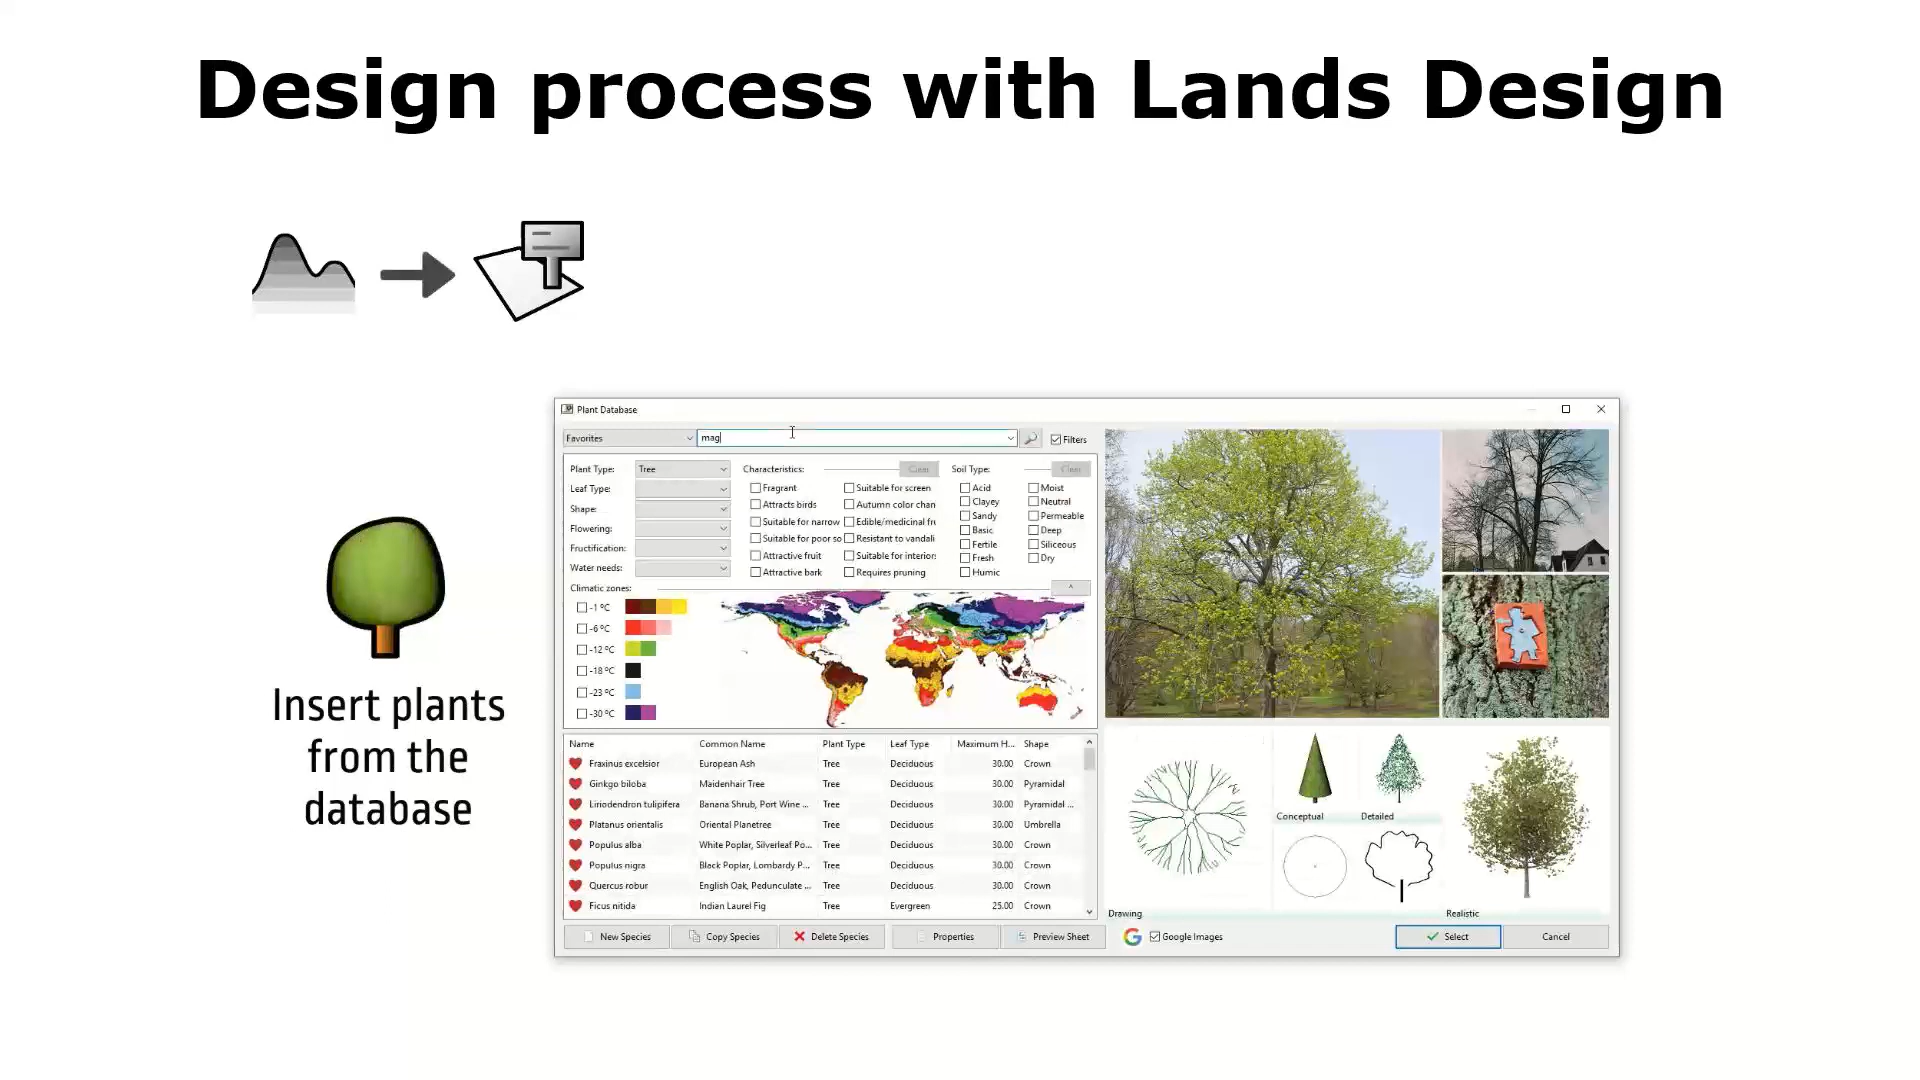 Design process with Lands Design
Insert plants
from the
database
Plant Database
Favorites
mag
Filters
Plant Type: Tree
Leaf Type:
Shape:
Flowering:
Fructification:
Water needs:
Characteristics: Clear
Fragrant
Attracts birds
Suitable for narrow
Suitable for poor so
Attractive fruit
Attractive bark
Suitable for screen
Autumn color chan
Edible/medicinal fru
Resistant to vandali
Suitable for interior:
Requires pruning
Soil Type: Clear
Acid
Clayey
Sandy
Basic
Fertile
Fresh
Humic
Moist
Neutral
Permeable
Deep
Siliceous
Dry
Climatic zones:
-1 ºC
-6 ºC
-12 ºC
-18 ºC
-23 ºC
-30 ºC
Name Common Name Plant Type Leaf Type Maximum H... Shape
Fraxinus excelsior European Ash Tree Deciduous 30.00 Crown
Ginkgo biloba Maidenhair Tree Tree Deciduous 30.00 Pyramidal
Liriodendron tulipifera Banana Shrub, Port Wine ... Tree Deciduous 30.00 Pyramidal ...
Platanus orientalis Oriental Planetree Tree Deciduous 30.00 Umbrella
Populus alba White Poplar, Silverleaf Po... Tree Deciduous 30.00 Crown
Populus nigra Black Poplar, Lombardy P... Tree Deciduous 30.00 Crown
Quercus robur English Oak, Pedunculate ... Tree Deciduous 30.00 Crown
Ficus nitida Indian Laurel Fig Tree Evergreen 25.00 Crown
Conceptual
Detailed
Drawing
Realistic
New Species
Copy Species
Delete Species
Properties
Preview Sheet
Google Images
Select
Cancel